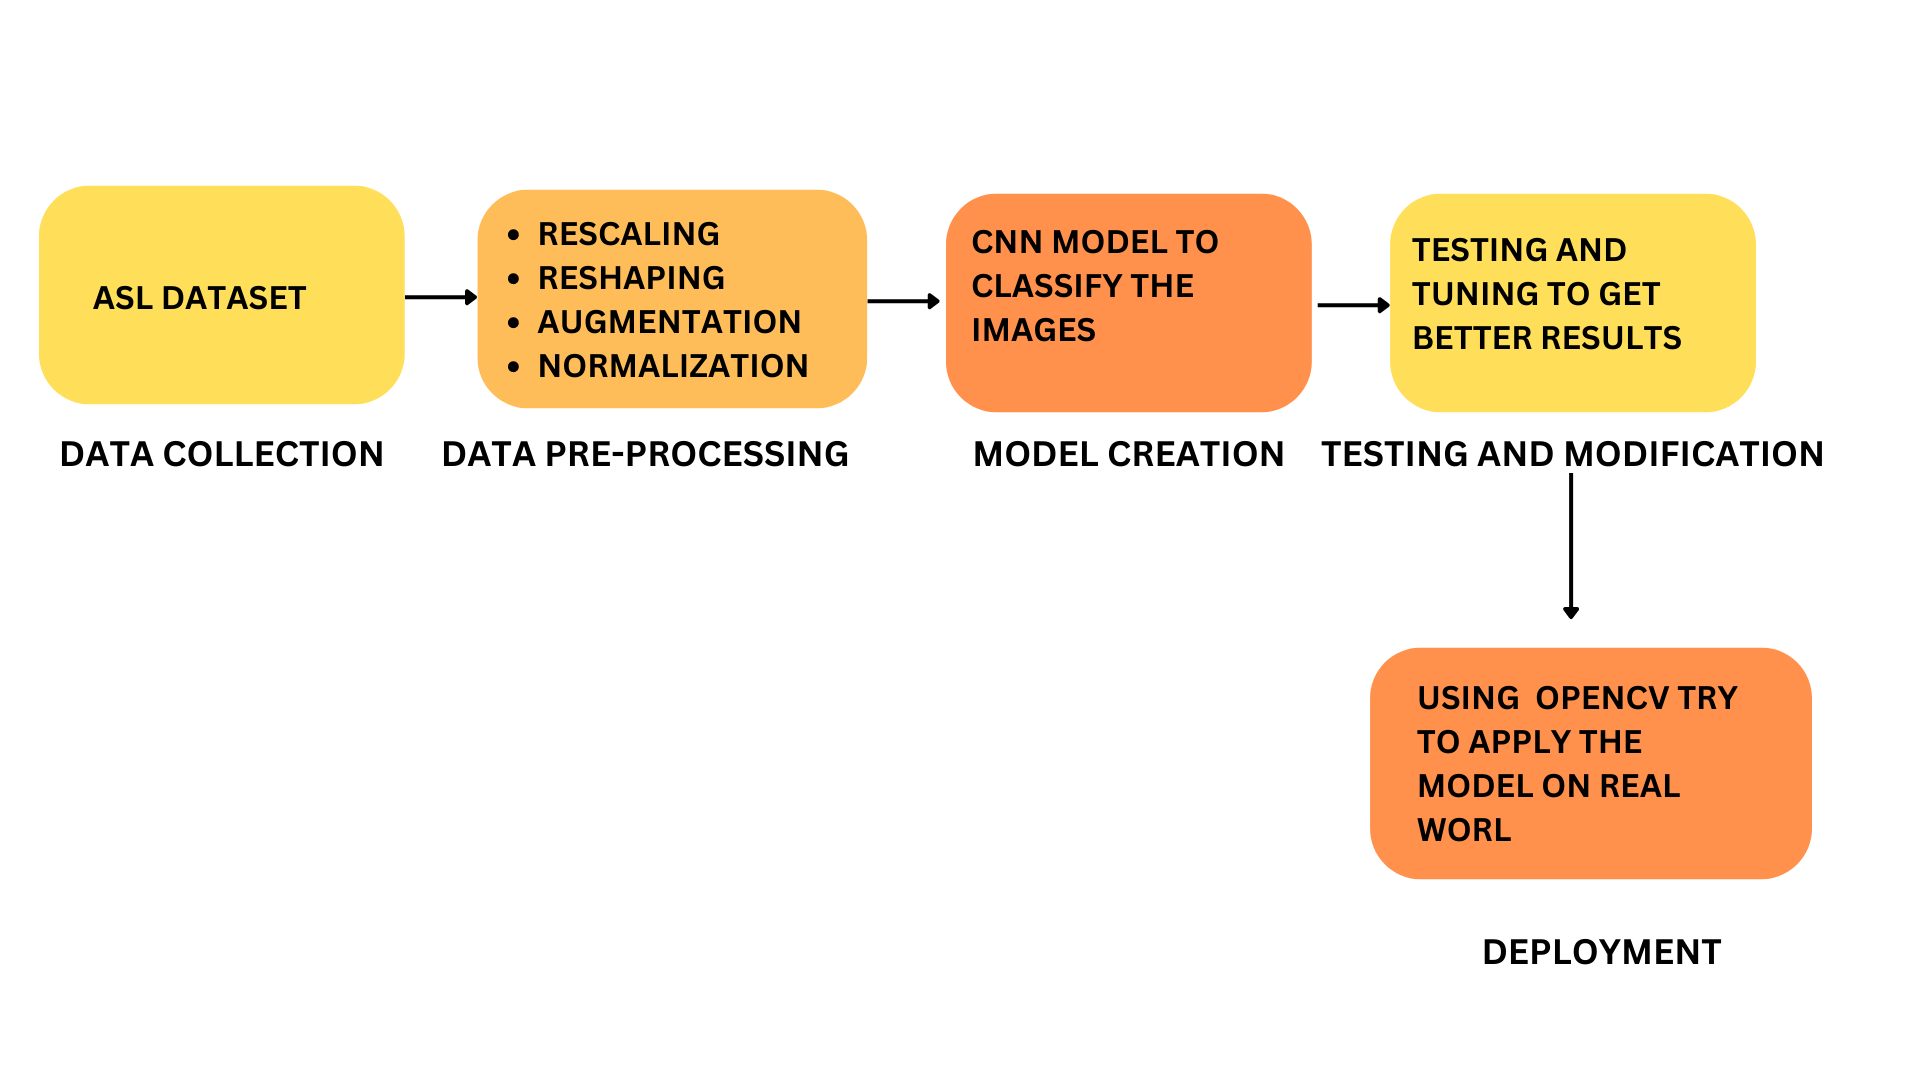 ASL DATASET
DATA COLLECTION
• RESCALING
• RESHAPING
• AUGMENTATION
• NORMALIZATION
DATA PRE-PROCESSING
CNN MODEL TO
CLASSIFY THE
IMAGES
MODEL CREATION
TESTING AND
TUNING TO GET
BETTER RESULTS
TESTING AND MODIFICATION
USING  OPENCV TRY
TO APPLY THE
MODEL ON REAL
WORL
DEPLOYMENT